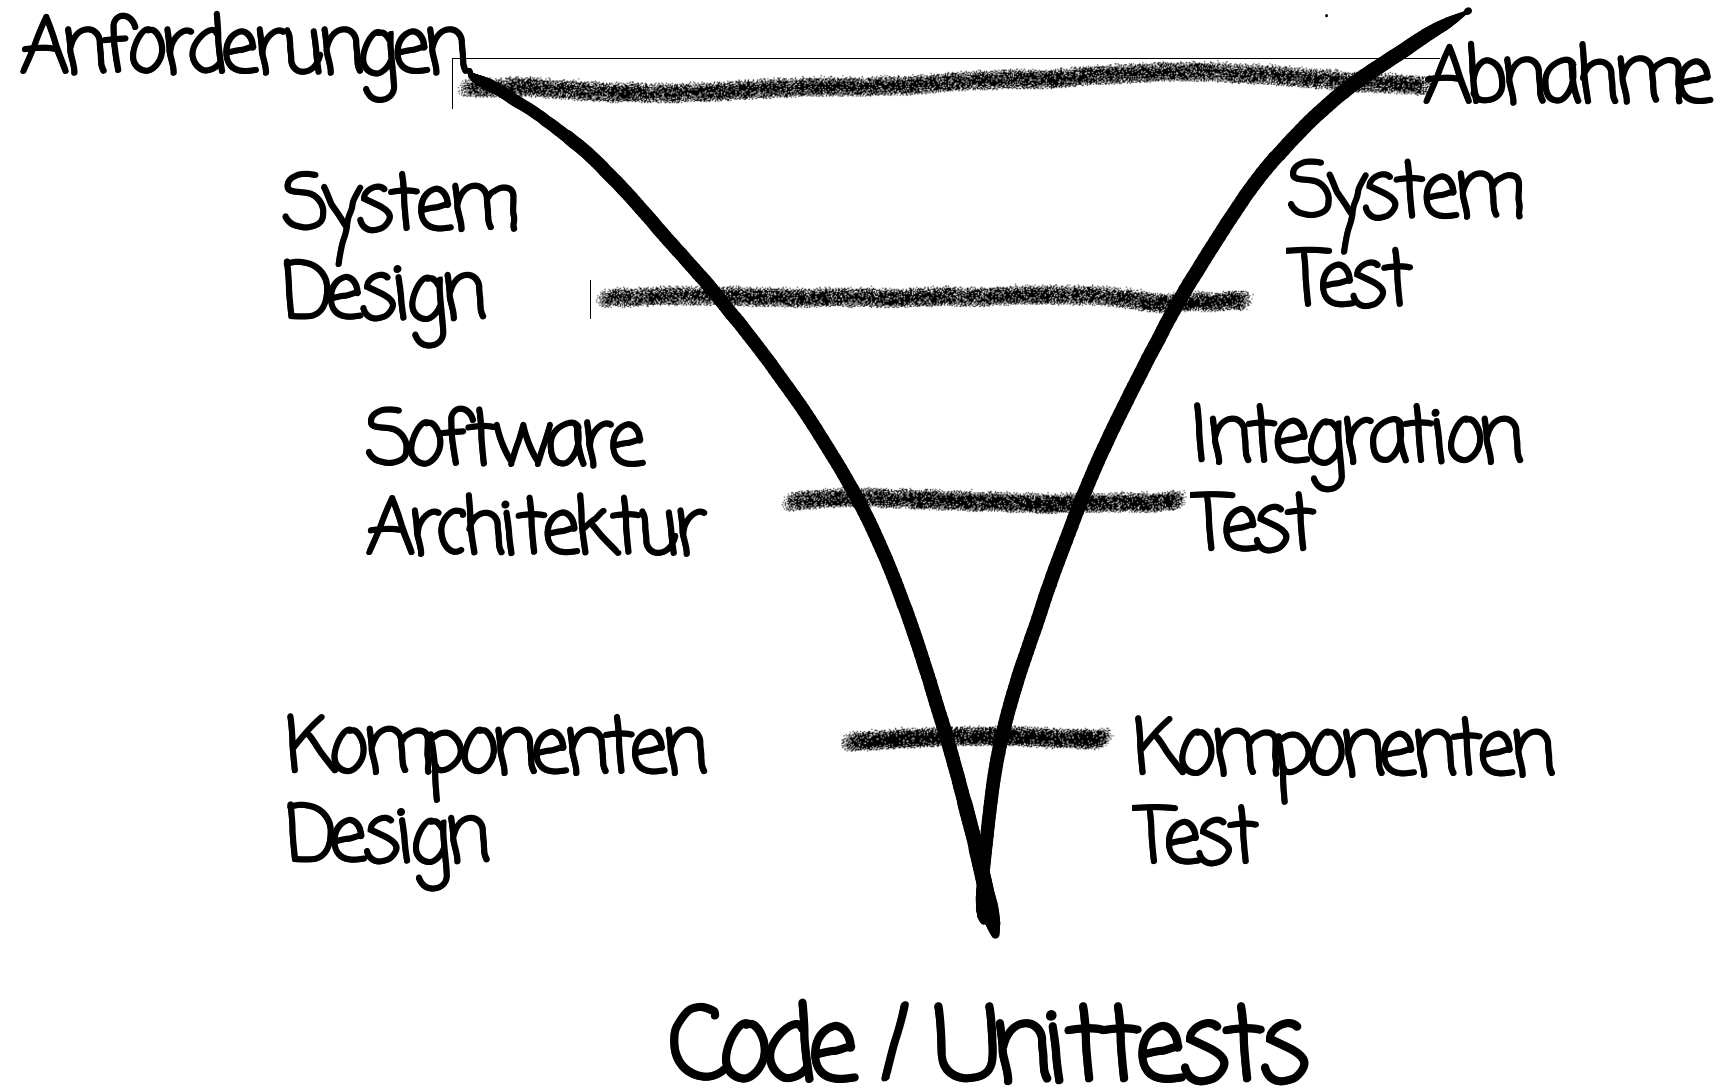 Anforderungen
Abnahme
System
Design
System
Test
Software
Architektur
Integration
Test
Komponenten
Design
Komponenten
Test
Code / Unittests